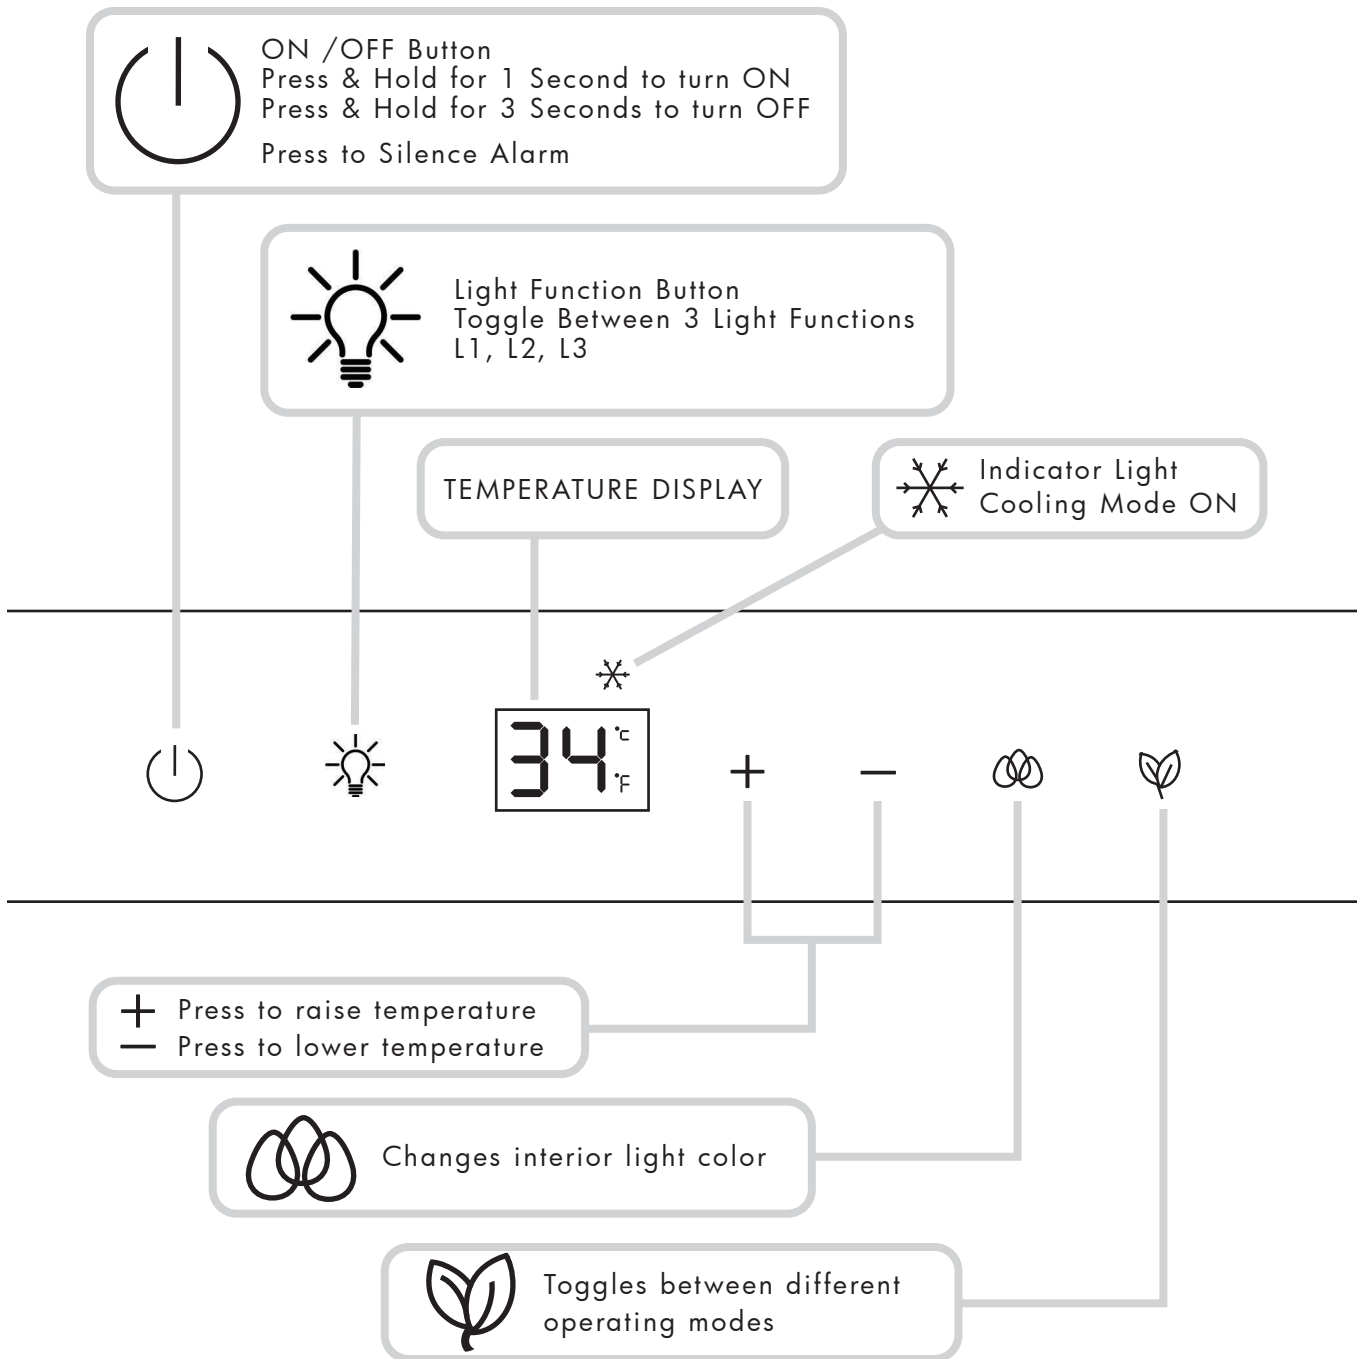 ON /OFF Button
Press & Hold for 1 Second to turn ON
Press & Hold for 3 Seconds to turn OFF
Press to Silence Alarm
Light Function Button
Toggle Between 3 Light Functions
L1, L2, L3
TEMPERATURE DISPLAY
Indicator Light
Cooling Mode ON
34 °C
°F
+ −
+ Press to raise temperature
− Press to lower temperature
Changes interior light color
Toggles between different
operating modes